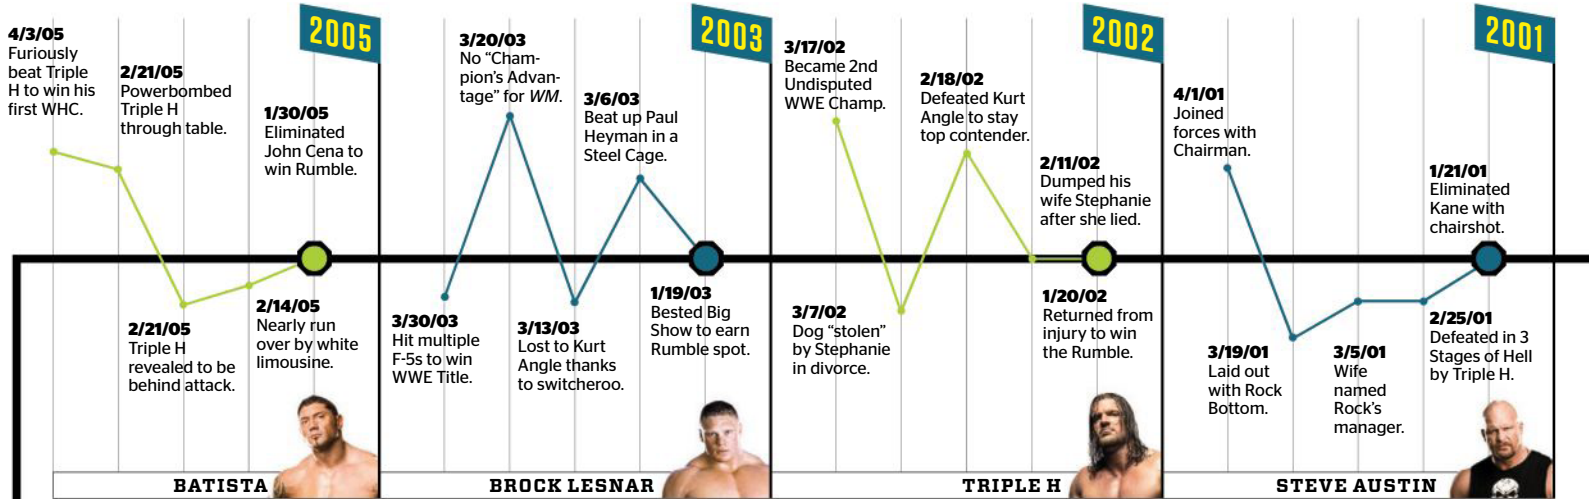 2005
4/3/05
Furiously
beat Triple
H to win his
first WHC.
2/21/05
Powerbombed
Triple H
through table.
1/30/05
Eliminated
John Cena to
win Rumble.
2/21/05
Triple H
revealed to be
behind attack.
2/14/05
Nearly run
over by white
limousine.
BATISTA
2003
3/20/03
No “Cham-
pion’s Advan-
tage” for WM.
3/6/03
Beat up Paul
Heyman in a
Steel Cage.
3/30/03
Hit multiple
F-5s to win
WWE Title.
3/13/03
Lost to Kurt
Angle thanks
to switcheroo.
1/19/03
Bested Big
Show to earn
Rumble spot.
BROCK LESNAR
2002
3/17/02
Became 2nd
Undisputed
WWE Champ.
2/18/02
Defeated Kurt
Angle to stay
top contender.
2/11/02
Dumped his
wife Stephanie
after she lied.
3/7/02
Dog “stolen”
by Stephanie
in divorce.
1/20/02
Returned from
injury to win
the Rumble.
TRIPLE H
2001
4/1/01
Joined
forces with
Chairman.
1/21/01
Eliminated
Kane with
chairshot.
3/19/01
Laid out
with Rock
Bottom.
3/5/01
Wife
named
Rock’s
manager.
2/25/01
Defeated in 3
Stages of Hell
by Triple H.
STEVE AUSTIN